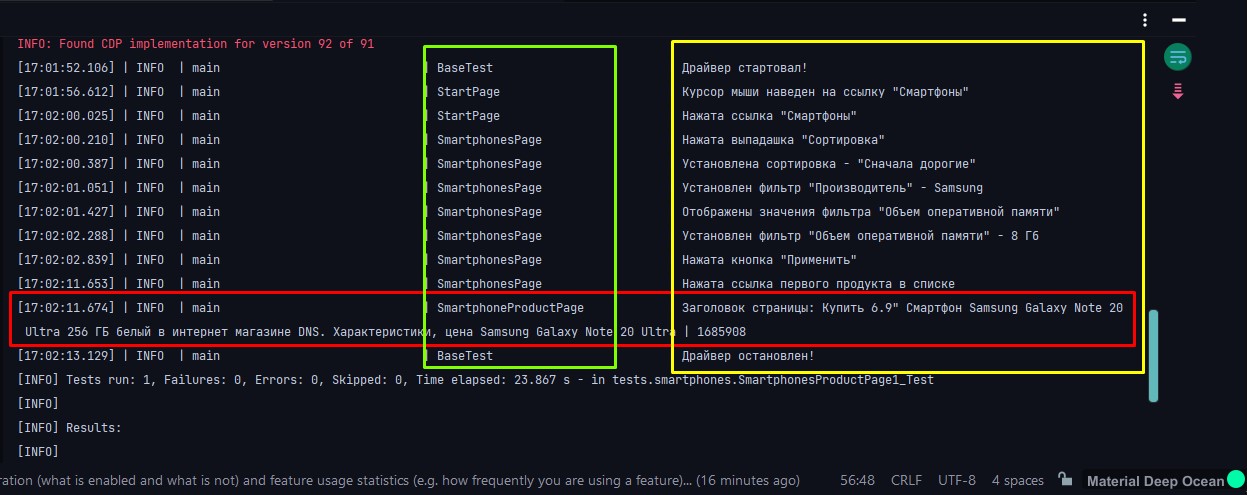 INFO: Found CDP implementation for version 92 of 91
[17:01:52.106] | INFO | main | BaseTest Драйвер стартовал!
[17:01:56.612] | INFO | main | StartPage Курсор мыши наведен на ссылку "Смартфоны"
[17:02:00.025] | INFO | main | StartPage Нажата ссылка "Смартфоны"
[17:02:00.210] | INFO | main | SmartphonesPage Нажата выпадашка "Сортировка"
[17:02:00.387] | INFO | main | SmartphonesPage Установлена сортировка - "Сначала дорогие"
[17:02:01.051] | INFO | main | SmartphonesPage Установлен фильтр "Производитель" - Samsung
[17:02:01.427] | INFO | main | SmartphonesPage Отображены значения фильтра "Объем оперативной памяти"
[17:02:02.288] | INFO | main | SmartphonesPage Установлен фильтр "Объем оперативной памяти" - 8 Гб
[17:02:02.839] | INFO | main | SmartphonesPage Нажата кнопка "Применить"
[17:02:11.653] | INFO | main | SmartphonesPage Нажата ссылка первого продукта в списке
[17:02:11.674] | INFO | main | SmartphoneProductPage Заголовок страницы: Купить 6.9" Смартфон Samsung Galaxy Note 20
Ultra 256 ГБ белый в интернет магазине DNS. Характеристики, цена Samsung Galaxy Note 20 Ultra | 1685908
[17:02:13.129] | INFO | main | BaseTest Драйвер остановлен!
[INFO] Tests run: 1, Failures: 0, Errors: 0, Skipped: 0, Time elapsed: 23.867 s - in tests.smartphones.SmartphonesProductPage1_Test
[INFO]
[INFO] Results:
[INFO]
ration (what is enabled and what is not) and feature usage statistics (e.g. how frequently you are using a feature)... (16 minutes ago) 56:48 CRLF UTF-8 4 spaces Material Deep Ocean